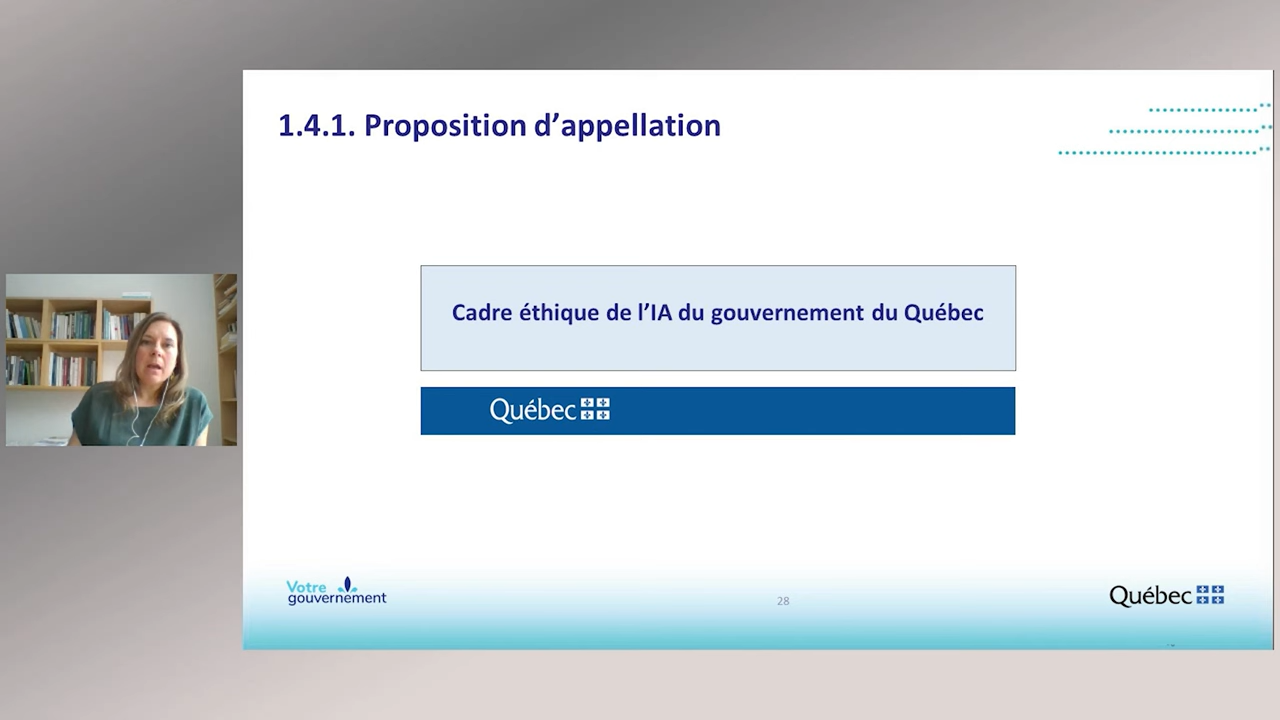 1.4.1. Proposition d’appellation
Cadre éthique de l’IA du gouvernement du Québec
Québec
Votre
gouvernement
28
Québec